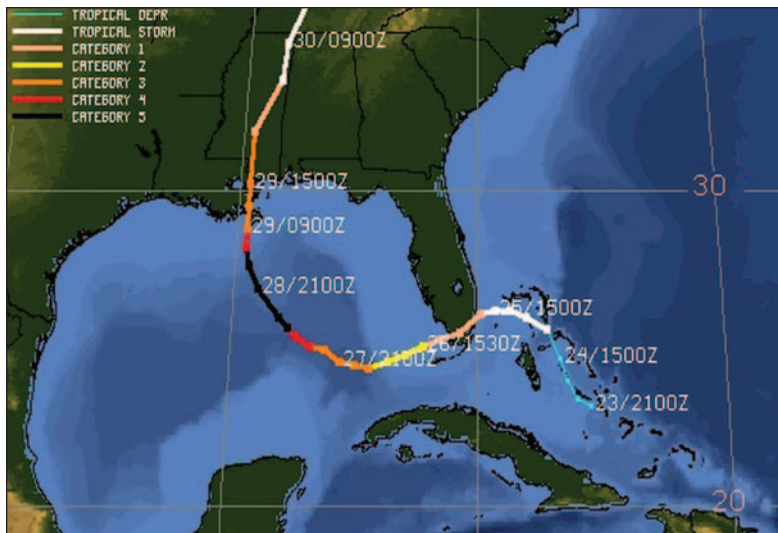 TROPICAL DEPR
TROPICAL STORM
CATEGORY 1
CATEGORY 2
CATEGORY 3
CATEGORY 4
CATEGORY 5
30/0900Z
29/1500Z
30
29/0900Z
28/2100Z
25/1500Z
26/1530Z
27/2100Z
24/1500Z
23/2100Z
20